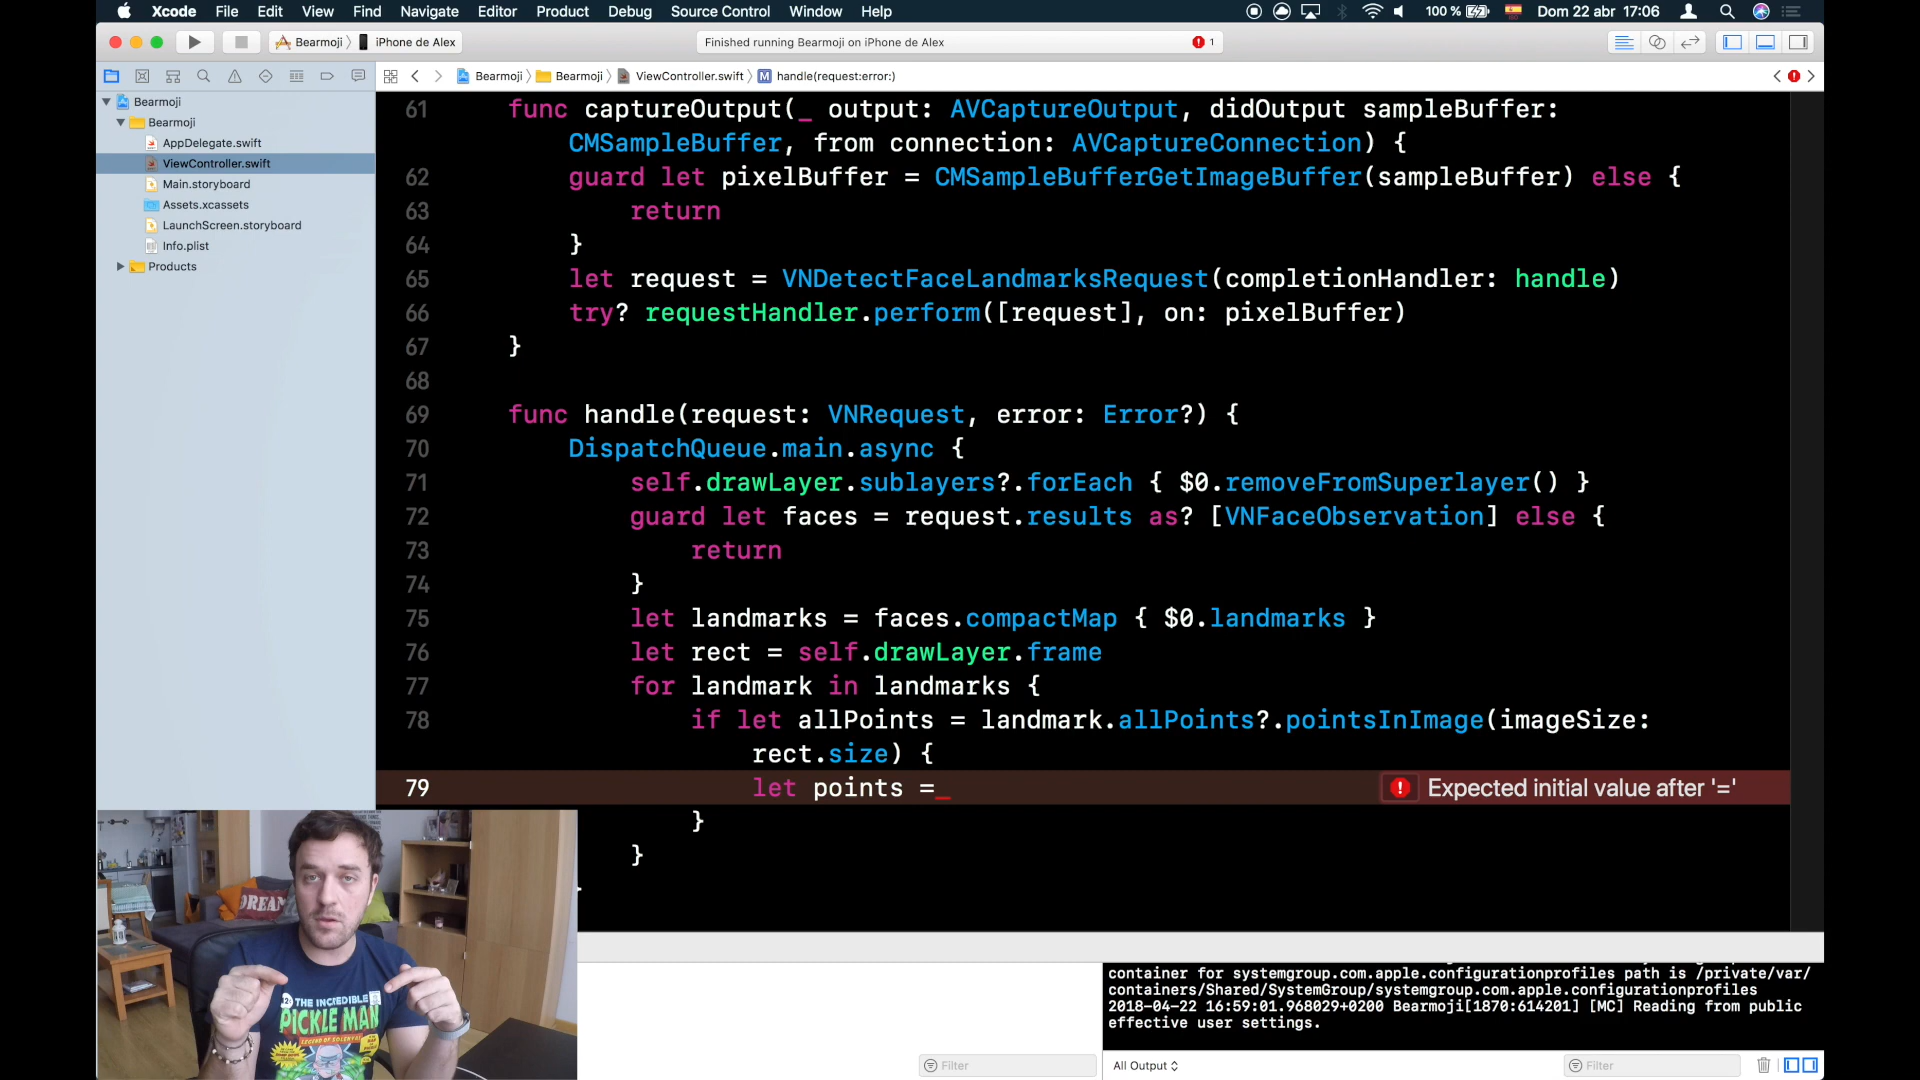 Xcode File Edit View Find Navigate Editor Product Debug Source Control Window Help
100 % Dom 22 abr 17:06
Bearmoji iPhone de Alex
Finished running Bearmoji on iPhone de Alex
1
Bearmoji Bearmoji ViewController.swift M handle(request:error:)
Bearmoji
Bearmoji
AppDelegate.swift
ViewController.swift
Main.storyboard
Assets.xcassets
LaunchScreen.storyboard
Info.plist
Products
61 func captureOutput(_ output: AVCaptureOutput, didOutput sampleBuffer:
CMSampleBuffer, from connection: AVCaptureConnection) {
62 guard let pixelBuffer = CMSampleBufferGetImageBuffer(sampleBuffer) else {
63 return
64 }
65 let request = VNDetectFaceLandmarksRequest(completionHandler: handle)
66 try? requestHandler.perform([request], on: pixelBuffer)
67 }
68
69 func handle(request: VNRequest, error: Error?) {
70 DispatchQueue.main.async {
71 self.drawLayer.sublayers?.forEach { $0.removeFromSuperlayer() }
72 guard let faces = request.results as? [VNFaceObservation] else {
73 return
74 }
75 let landmarks = faces.compactMap { $0.landmarks }
76 let rect = self.drawLayer.frame
77 for landmark in landmarks {
78 if let allPoints = landmark.allPoints?.pointsInImage(imageSize:
rect.size) {
79 let points = Expected initial value after '='
}
}
DREAM
THE INCREDIBLE
PICKLE MAN
container for systemgroup.com.apple.configurationprofiles path is /private/var/
containers/Shared/SystemGroup/systemgroup.com.apple.configurationprofiles
2018-04-22 16:59:01.968029+0200 Bearmoji[1870:614201] [MC] Reading from public
effective user settings.
Filter
All Output
Filter